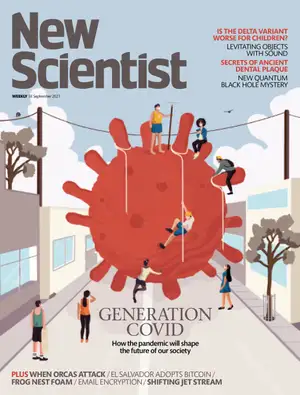 New
Scientist
WEEKLY
September 2021
IS THE DELTA VARIANT
WORSE FOR CHILDREN?
LEVITATING OBJECTS
WITH SOUND
SECRETS OF ANCIENT
DENTAL PLAQUE
NEW QUANTUM
BLACK HOLE MYSTERY
GENERATION
COVID
How the pandemic will shape
the future of our society
PLUS WHEN ORCAS ATTACK / EL SALVADOR ADOPTS BITCOIN /
FROG NEST FOAM / EMAIL ENCRYPTION / SHIFTING JET STREAM